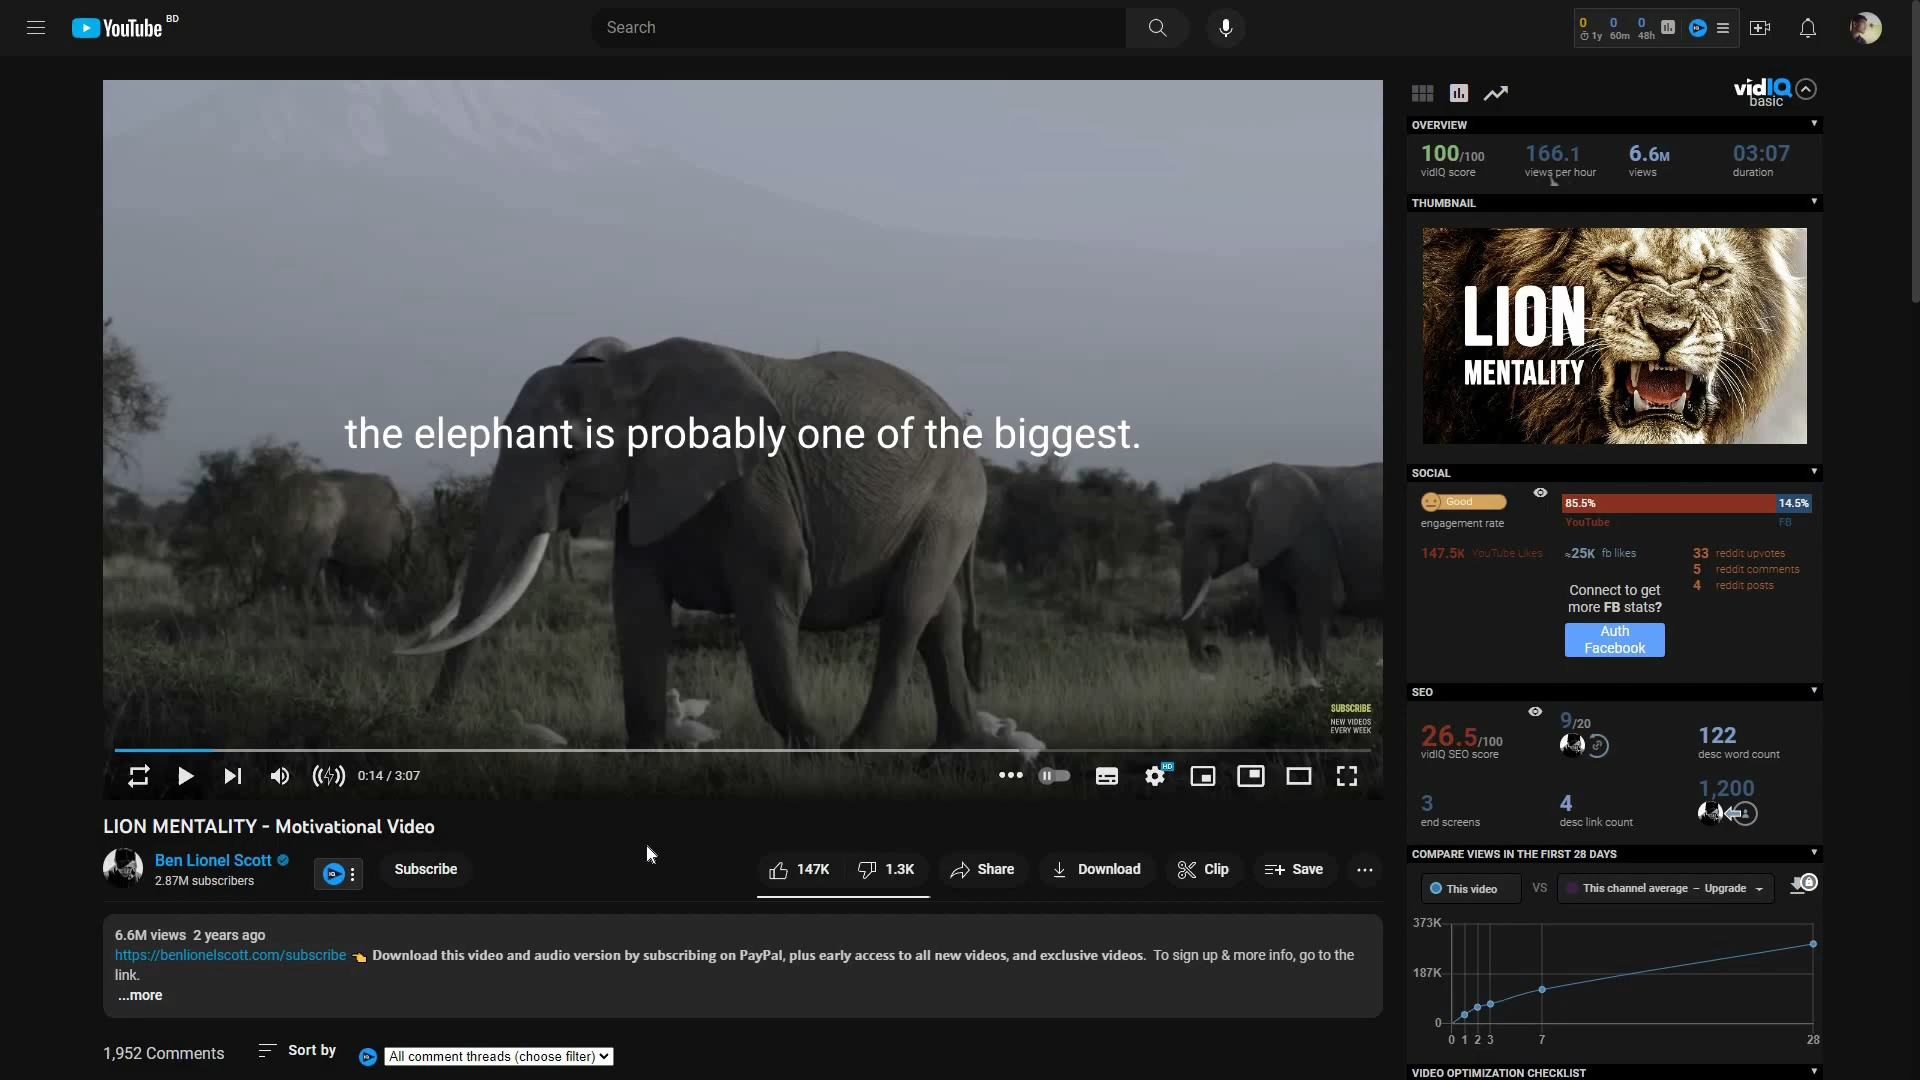 YouTube BD
Search
0 0 0
1y 60m 48h
the elephant is probably one of the biggest.
SUBSCRIBE
NEW VIDEOS
EVERY WEEK
0:14 / 3:07
HD
LION MENTALITY - Motivational Video
Ben Lionel Scott
2.87M subscribers
Subscribe
147K
1.3K
Share
Download
Clip
Save
6.6M views 2 years ago
https://benlionelscott.com/subscribe 👈 Download this video and audio version by subscribing on PayPal, plus early access to all new videos, and exclusive videos. To sign up & more info, go to the
link.
...more
1,952 Comments
Sort by
All comment threads (choose filter)
vidIQ
basic
OVERVIEW
100/100 166.1 6.6M 03:07
vidIQ score views per hour views duration
THUMBNAIL
LION
MENTALITY
SOCIAL
Good
engagement rate
85.5% 14.5%
YouTube FB
147.5K YouTube Likes
≈25K fb likes
33 reddit upvotes
5 reddit comments
4 reddit posts
Connect to get
more FB stats?
Auth
Facebook
SEO
26.5/100
vidIQ SEO score
9/20
122
desc word count
3
end screens
4
desc link count
1,200
COMPARE VIEWS IN THE FIRST 28 DAYS
This video VS This channel average – Upgrade
373K
187K
0
0 1 2 3 7 28
VIDEO OPTIMIZATION CHECKLIST